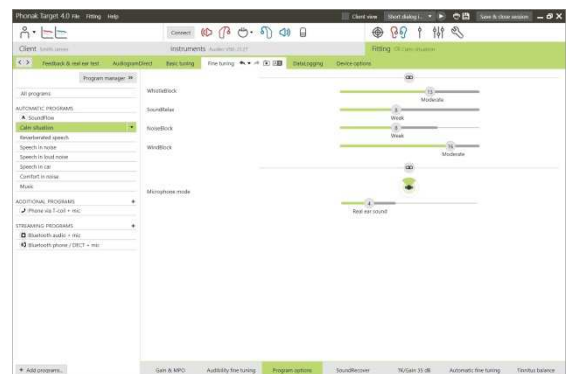 Phonak Target 4.0 File Fitting Help
Client view Short dialog Save & close session
Connect
Client Instruments Fitting Calm situation
Feedback & real ear test AudiogramDirect Basic tuning Fine tuning DataLogging Device options
Program manager
All programs
AUTOMATIC PROGRAMS
SoundFlow
Calm situation
Reverberated speech
Speech in noise
Speech in loud noise
Speech in car
Comfort in noise
Music
ADDITIONAL PROGRAMS +
Phone via T-coil + mic
STREAMING PROGRAMS +
Bluetooth audio + mic
Bluetooth phone / DECT + mic
WhistleBlock
Moderate
SoundRelax
Weak
NoiseBlock
8
Weak
WindBlock
Moderate
Microphone mode
4
Real ear sound
+ Add programs...
Gain & MPO Audibility fine tuning Program options SoundRecover TK/Gain 35 dB Automatic fine tuning Tinnitus balance